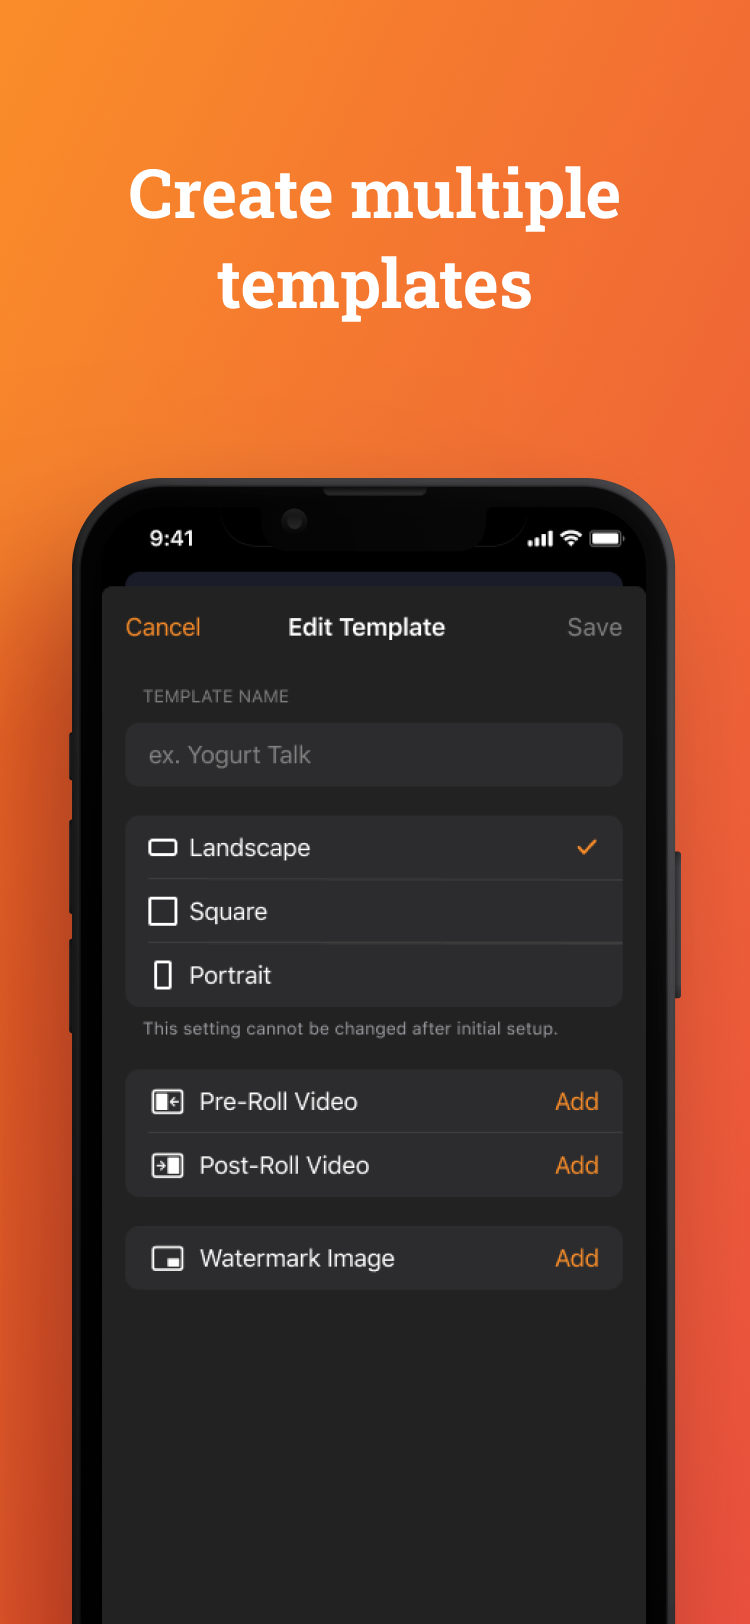 Create multiple
templates
9:41
Cancel Edit Template Save
TEMPLATE NAME
ex. Yogurt Talk
Landscape
Square
Portrait
This setting cannot be changed after initial setup.
Pre-Roll Video Add
Post-Roll Video Add
Watermark Image Add